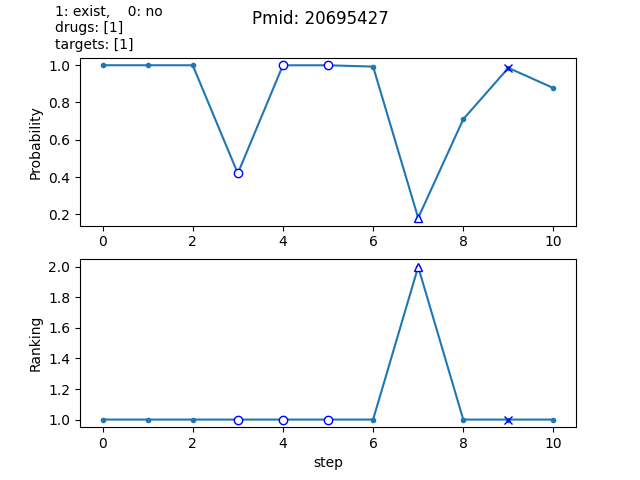 1: exist,    0: no
drugs: [1]
targets: [1]
Pmid: 20695427
Probability
1.0
0.8
0.6
0.4
0.2
0 2 4 6 8 10
Ranking
2.0
1.8
1.6
1.4
1.2
1.0
0 2 4 6 8 10
step